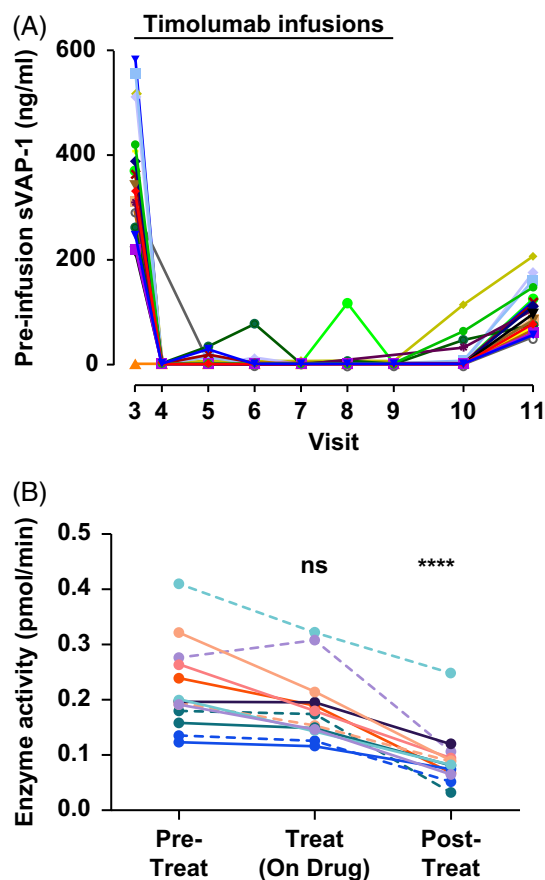 (A)
Timolumab infusions
Pre-infusion sVAP-1 (ng/ml)
600
400
200
0
3 4 5 6 7 8 9 10 11
Visit
(B)
Enzyme activity (pmol/min)
0.5
0.4
0.3
0.2
0.1
0.0
ns ****
Pre- Treat Post-
Treat (On Drug) Treat